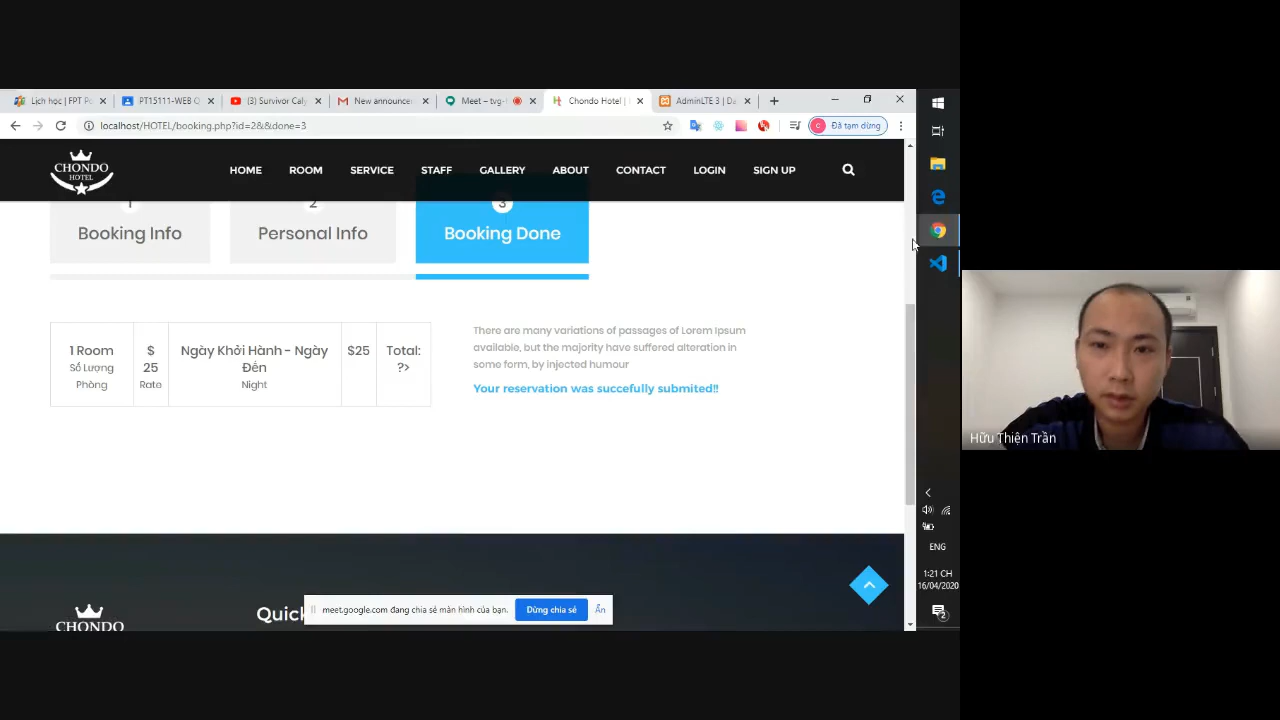 Lịch học | FPT Po
PT15111-WEB Q
(3) Survivor Caly
New announce
Meet – tvg-
Chondo Hotel |
AdminLTE 3 | Da
localhost/HOTEL/booking.php?id=2&&done=3
C
Đã tạm dừng
CHONDO
HOTEL
HOME
ROOM
SERVICE
STAFF
GALLERY
ABOUT
CONTACT
LOGIN
SIGN UP
1
2
3
Booking Info
Personal Info
Booking Done
1 Room
Số Lượng
Phòng
$
25
Rate
Ngày Khởi Hành - Ngày
Đến
Night
$25
Total:
?>
There are many variations of passages of Lorem Ipsum
available, but the majority have suffered alteration in
some form, by injected humour
Your reservation was succefully submited!!
Hữu Thiện Trần
ENG
1:21 CH
16/04/2020
2
CHONDO
Quick
meet.google.com đang chia sẻ màn hình của bạn.
Dừng chia sẻ
Ẩn